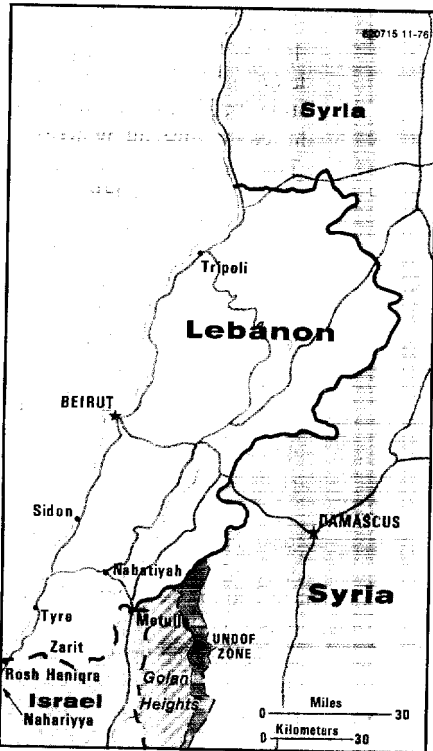 620715 11-76
Syria
Tripoli
Lebanon
BEIRUT
Sidon
DAMASCUS
Nabatiyah
Syria
Tyre
Metulla
UNDOF
ZONE
Zarit
Rosh Haniqra
Golan
Heights
Israel
Nahariyya
Miles
0 30
Kilometers
0 30